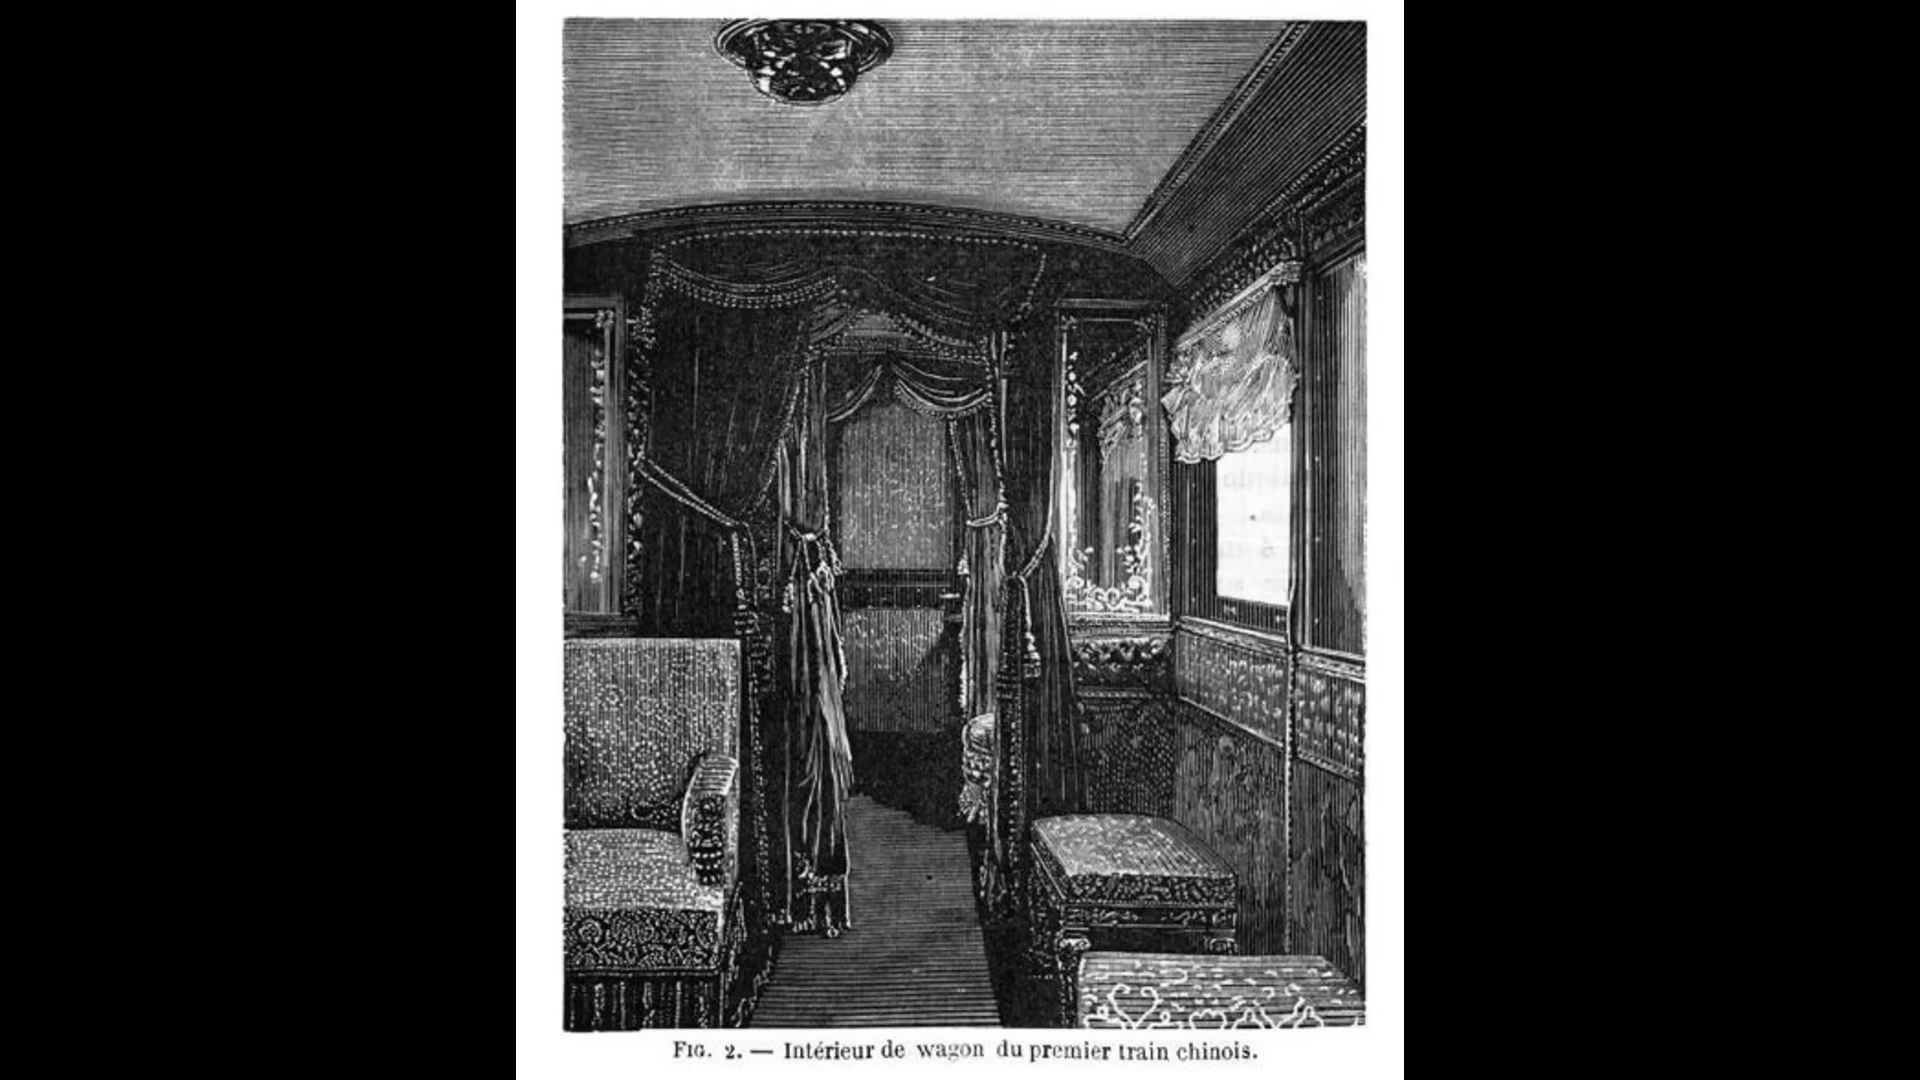 FIG. 2. — Intérieur de wagon du premier train chinois.